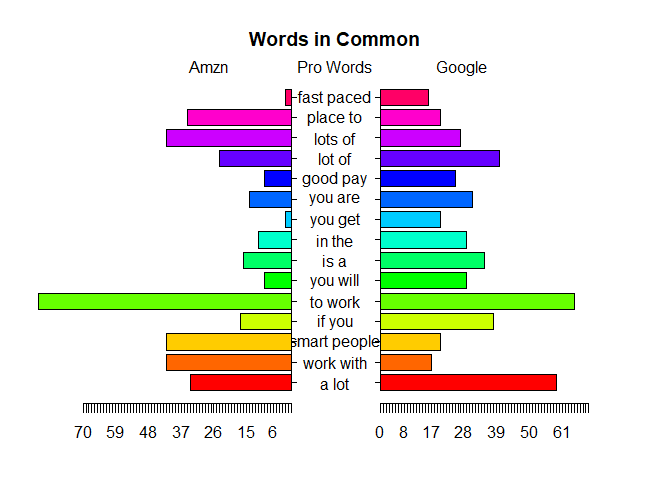 Words in Common
Amzn Pro Words Google
fast paced
place to
lots of
lot of
good pay
you are
you get
in the
is a
you will
to work
if you
smart people
work with
a lot
70 59 48 37 26 15 6 0 8 17 28 39 50 61